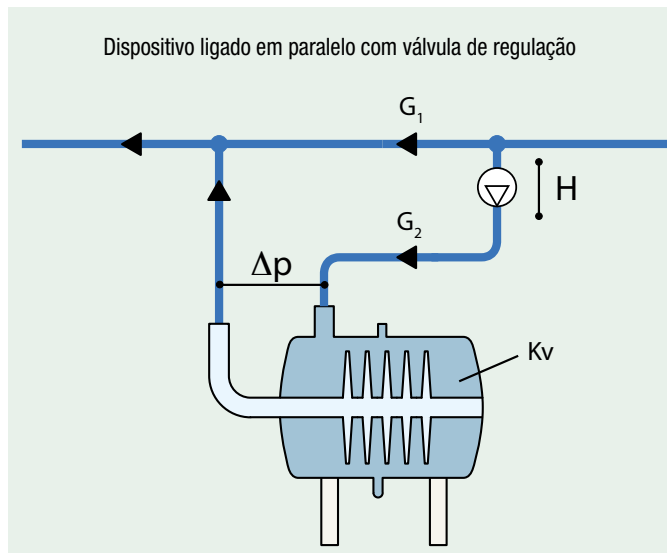 Dispositivo ligado em paralelo com válvula de regulação
G₁
H
G₂
Δp
Kv